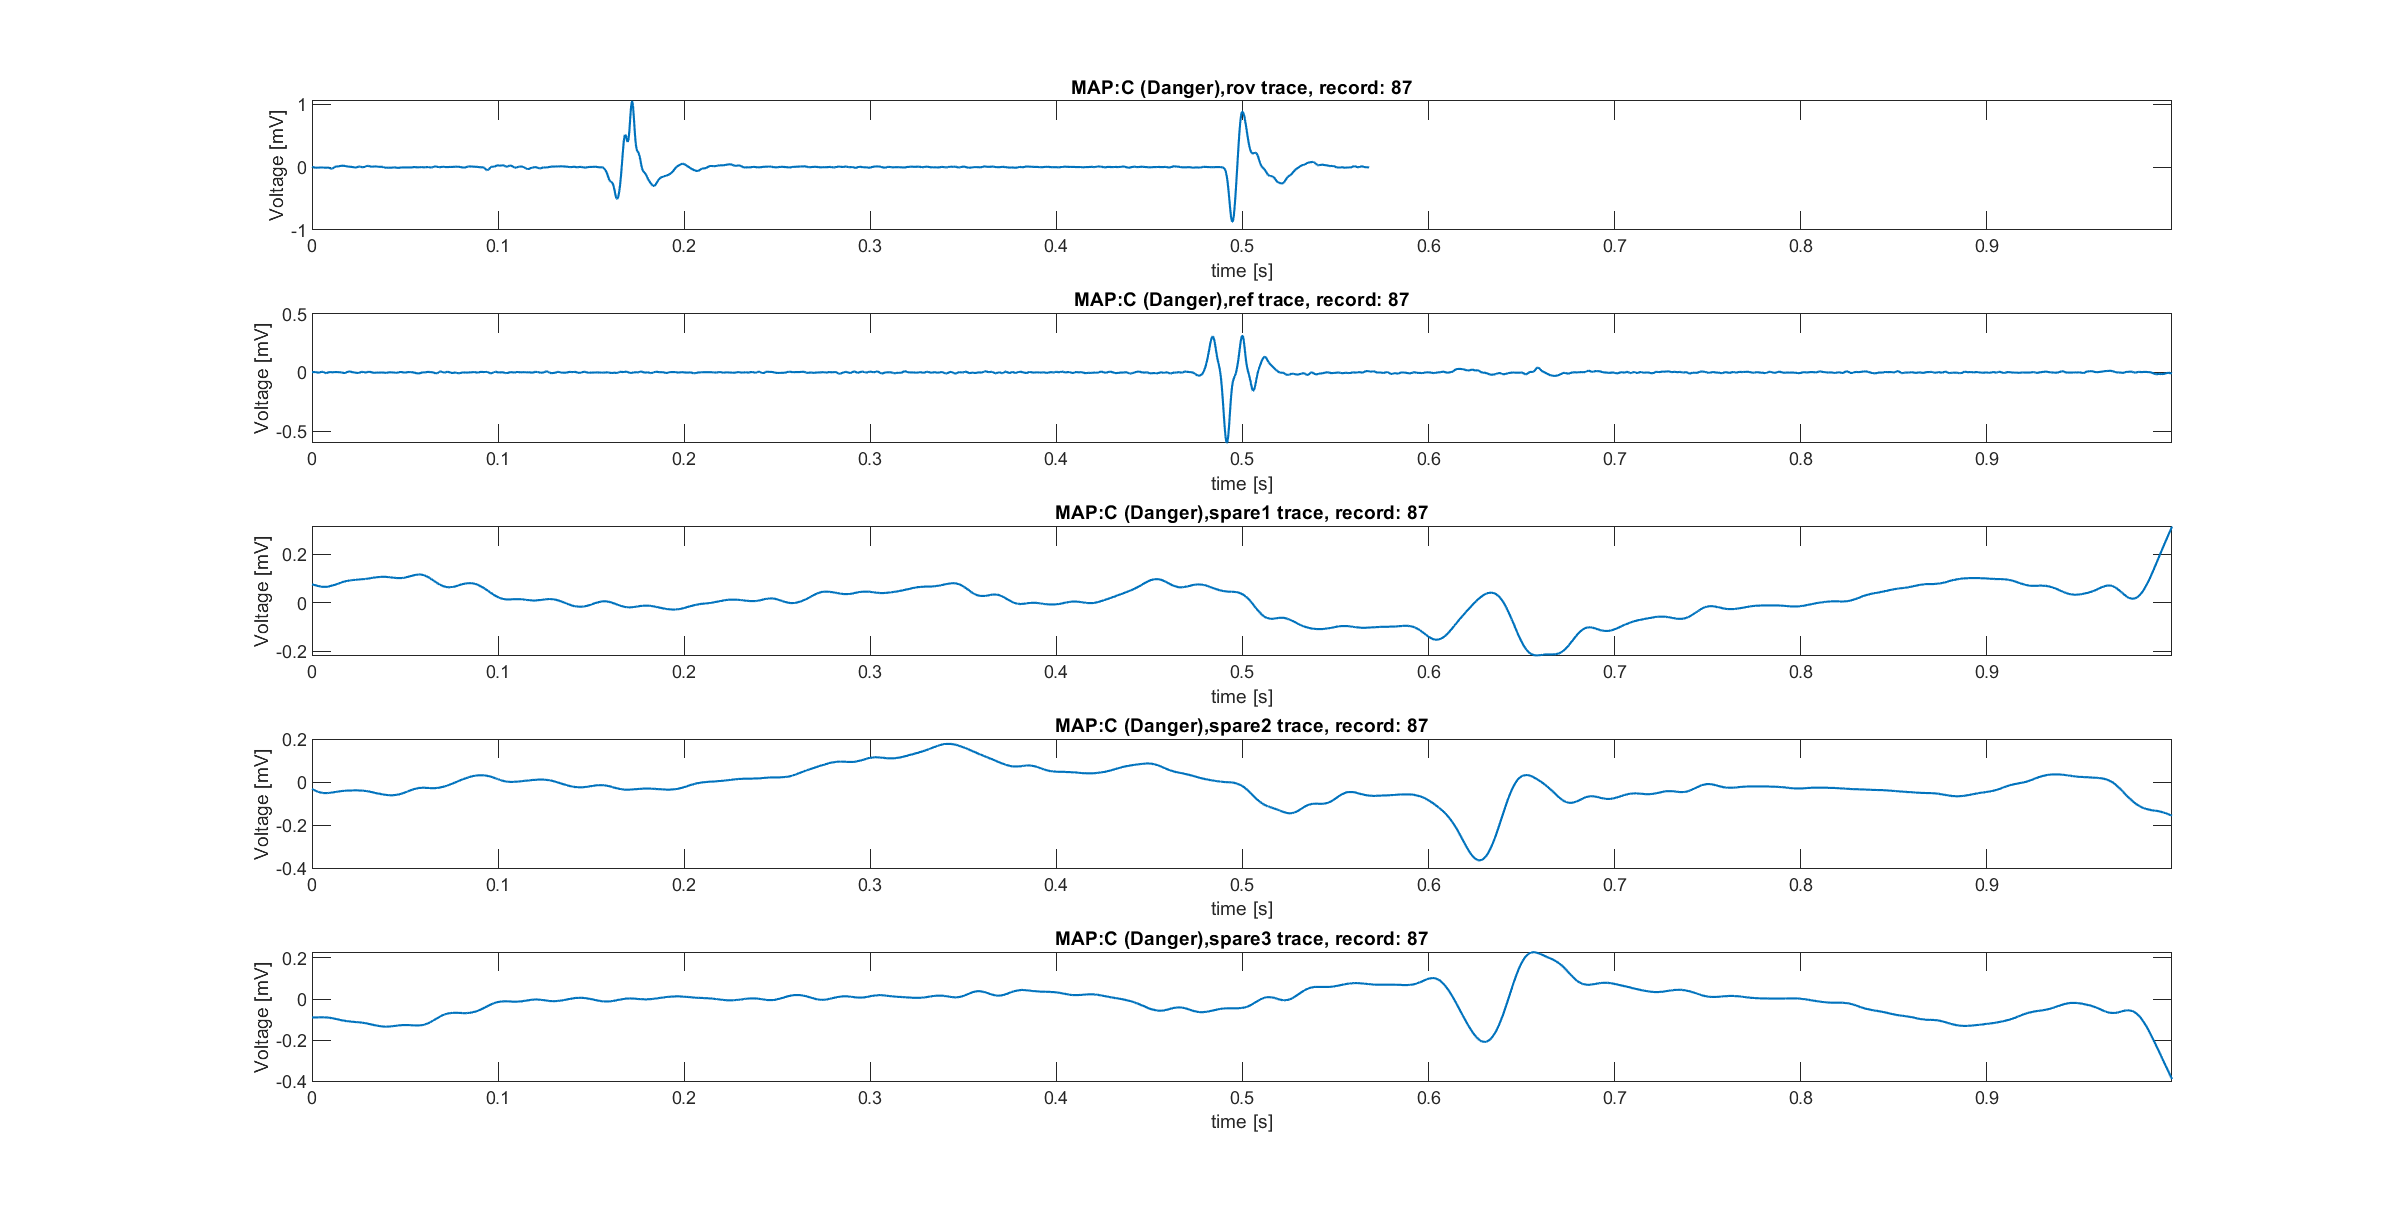 MAP:C (Danger),rov trace, record: 87
Voltage [mV]
1
0
-1
0 0.1 0.2 0.3 0.4 0.5 0.6 0.7 0.8 0.9
time [s]
MAP:C (Danger),ref trace, record: 87
Voltage [mV]
0.5
0
-0.5
0 0.1 0.2 0.3 0.4 0.5 0.6 0.7 0.8 0.9
time [s]
MAP:C (Danger),spare1 trace, record: 87
Voltage [mV]
0.2
0
-0.2
0 0.1 0.2 0.3 0.4 0.5 0.6 0.7 0.8 0.9
time [s]
MAP:C (Danger),spare2 trace, record: 87
Voltage [mV]
0.2
0
-0.2
-0.4
0 0.1 0.2 0.3 0.4 0.5 0.6 0.7 0.8 0.9
time [s]
MAP:C (Danger),spare3 trace, record: 87
Voltage [mV]
0.2
0
-0.2
-0.4
0 0.1 0.2 0.3 0.4 0.5 0.6 0.7 0.8 0.9
time [s]